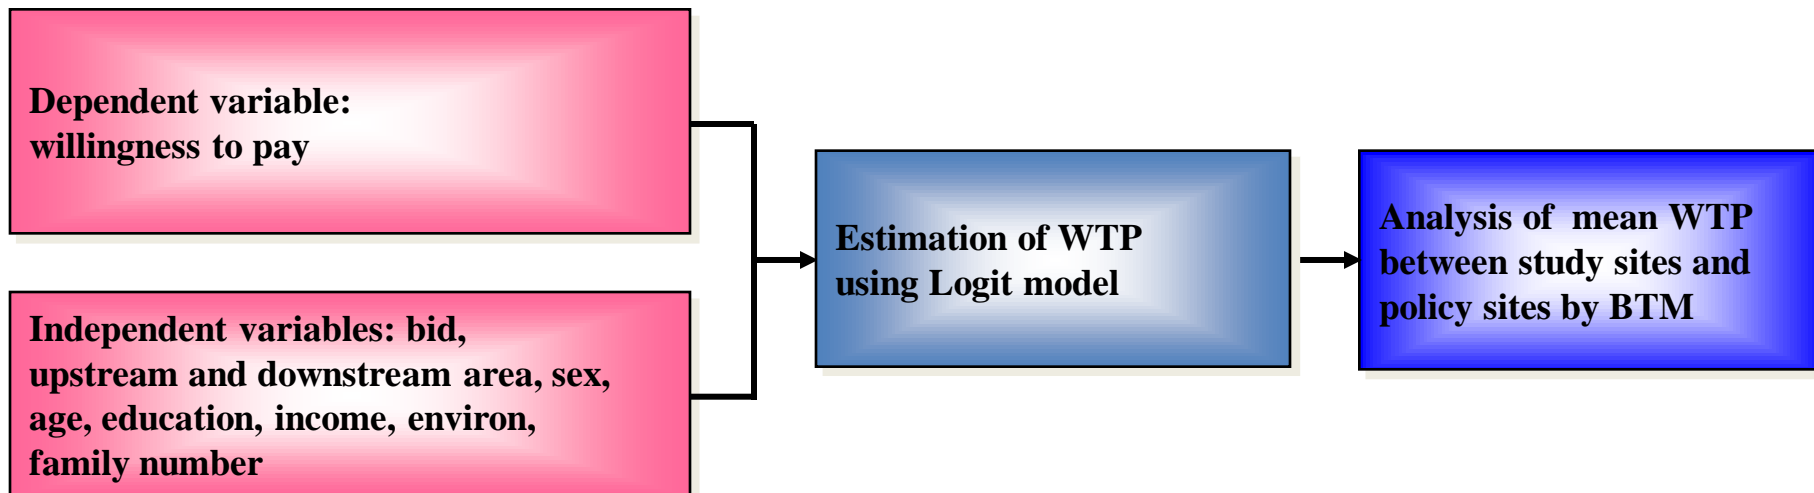 Dependent variable:
willingness to pay
Independent variables: bid,
upstream and downstream area, sex,
age, education, income, environ,
family number
Estimation of WTP
using Logit model
Analysis of  mean WTP
between study sites and
policy sites by BTM